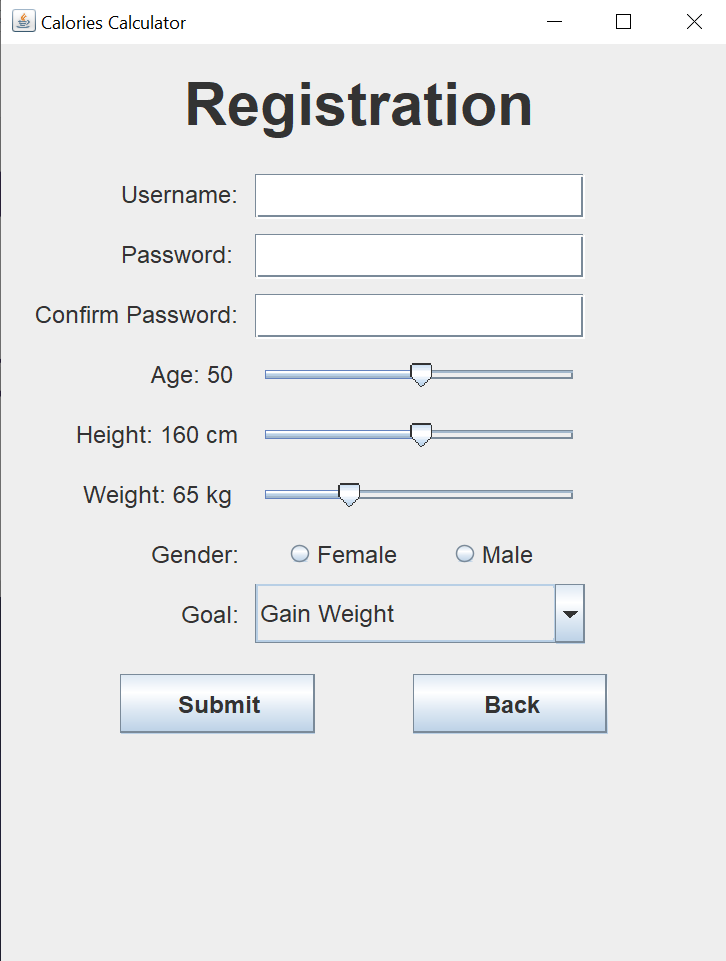 Calories Calculator
Registration
Username:
Password:
Confirm Password:
Age: 50
Height: 160 cm
Weight: 65 kg
Gender: Female Male
Goal: Gain Weight
Submit Back